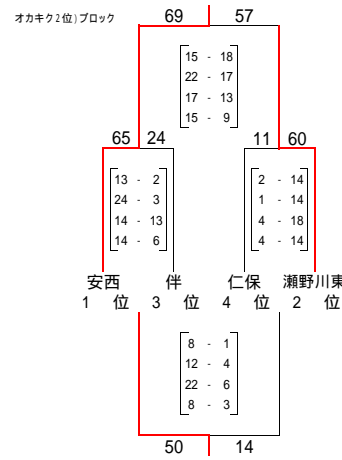 オカキク2位)ブロック
69 57
15 - 18
22 - 17
17 - 13
15 - 9
65 24 11 60
13 - 2 2 - 14
24 - 3 1 - 14
14 - 13 4 - 18
14 - 6 4 - 14
安西 伴 仁保 瀬野川東
1 位 3 位 4 位 2 位
8 - 1
12 - 4
22 - 6
8 - 3
50 14